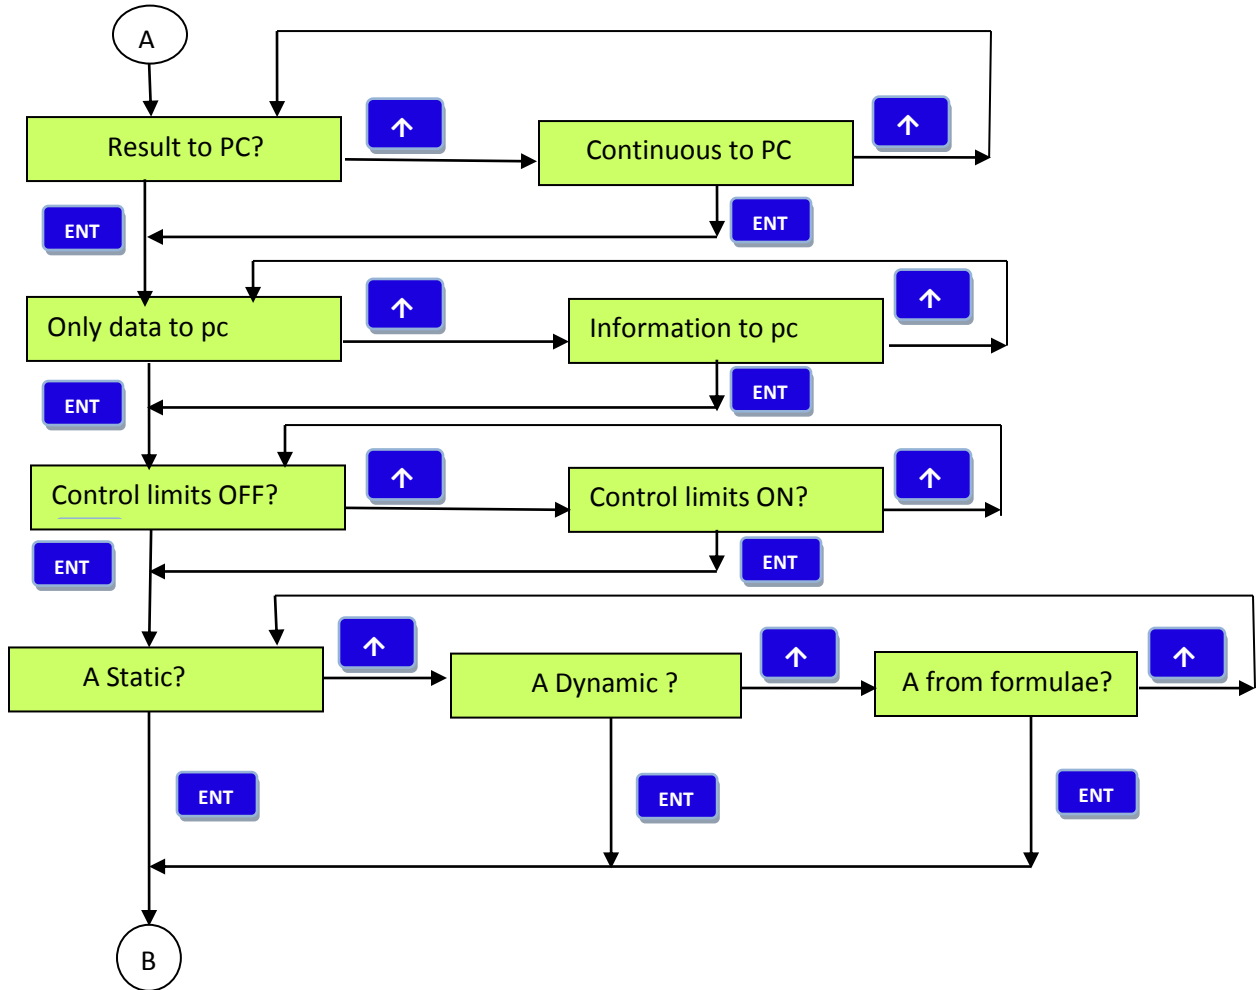 A
↑
↑
Result to PC?
Continuous to PC
ENT
ENT
↑
↑
Only data to pc
Information to pc
ENT
ENT
↑
↑
Control limits OFF?
Control limits ON?
ENT
ENT
↑
↑
↑
A Static?
A Dynamic ?
A from formulae?
ENT
ENT
ENT
B